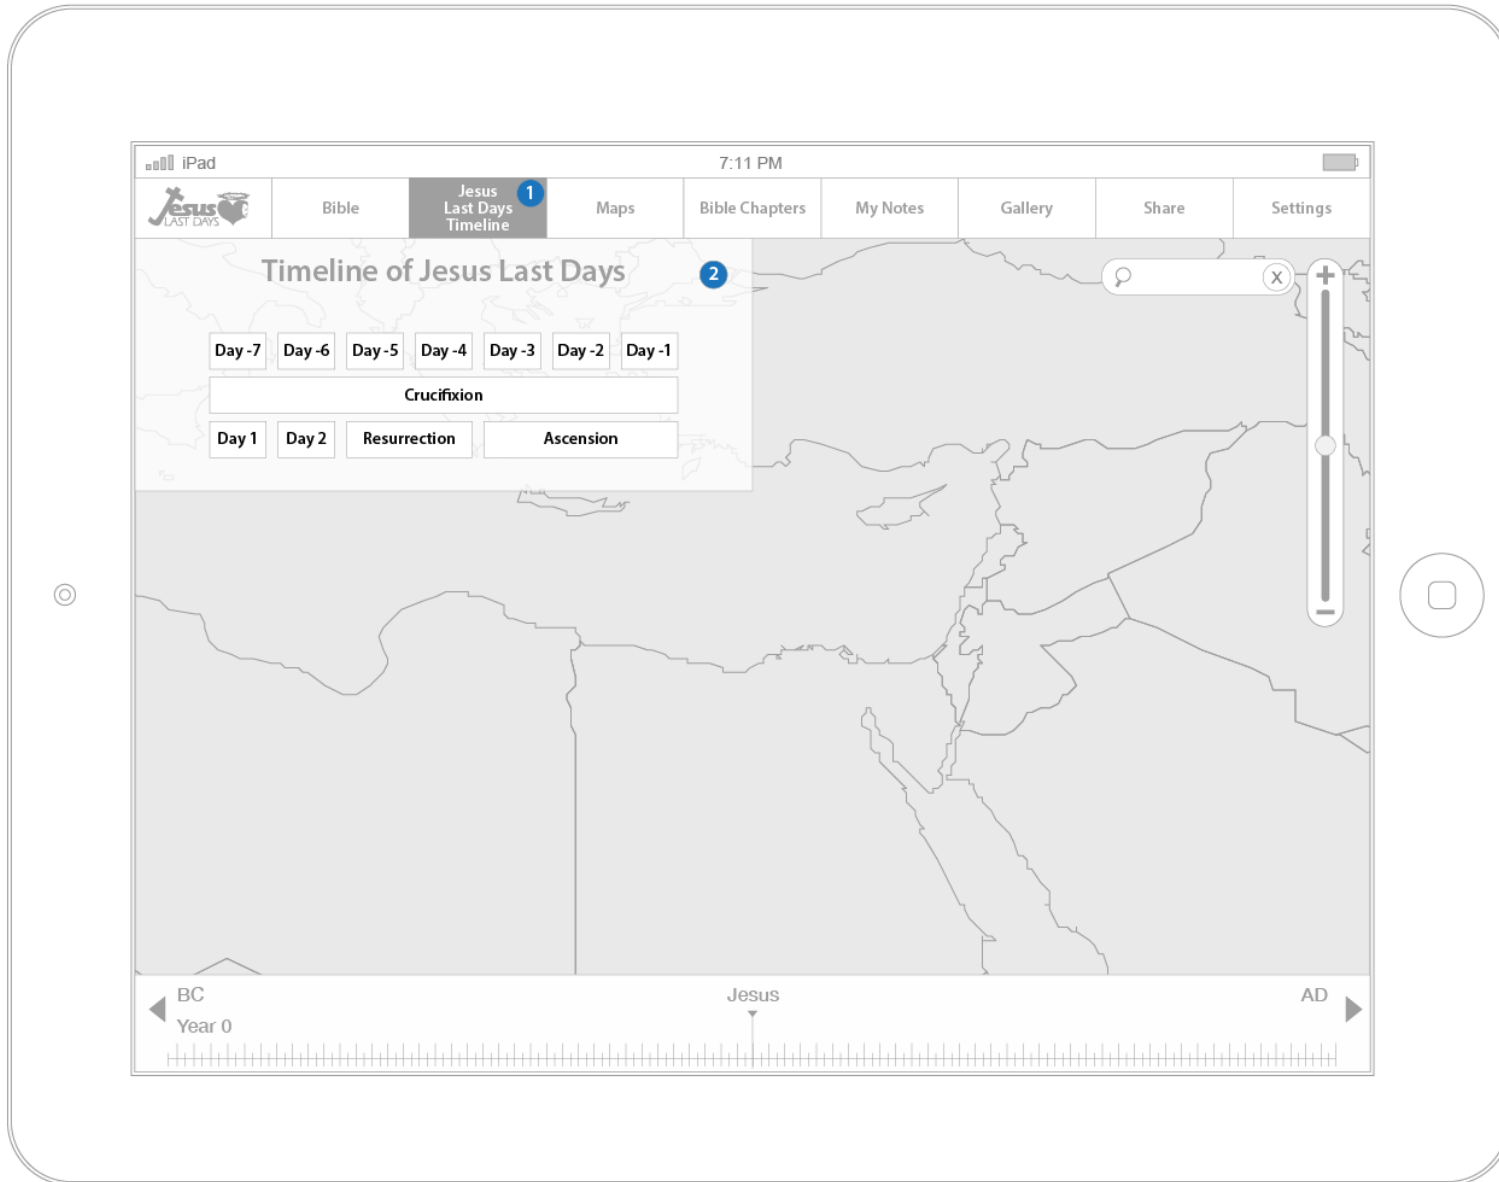 iPad
7:11 PM
Jesus
LAST DAYS
Bible
Jesus
Last Days
Timeline
1
Maps
Bible Chapters
My Notes
Gallery
Share
Settings
Timeline of Jesus Last Days
2
X
Day -7
Day -6
Day -5
Day -4
Day -3
Day -2
Day -1
Crucifixion
Day 1
Day 2
Resurrection
Ascension
BC
Jesus
AD
Year 0